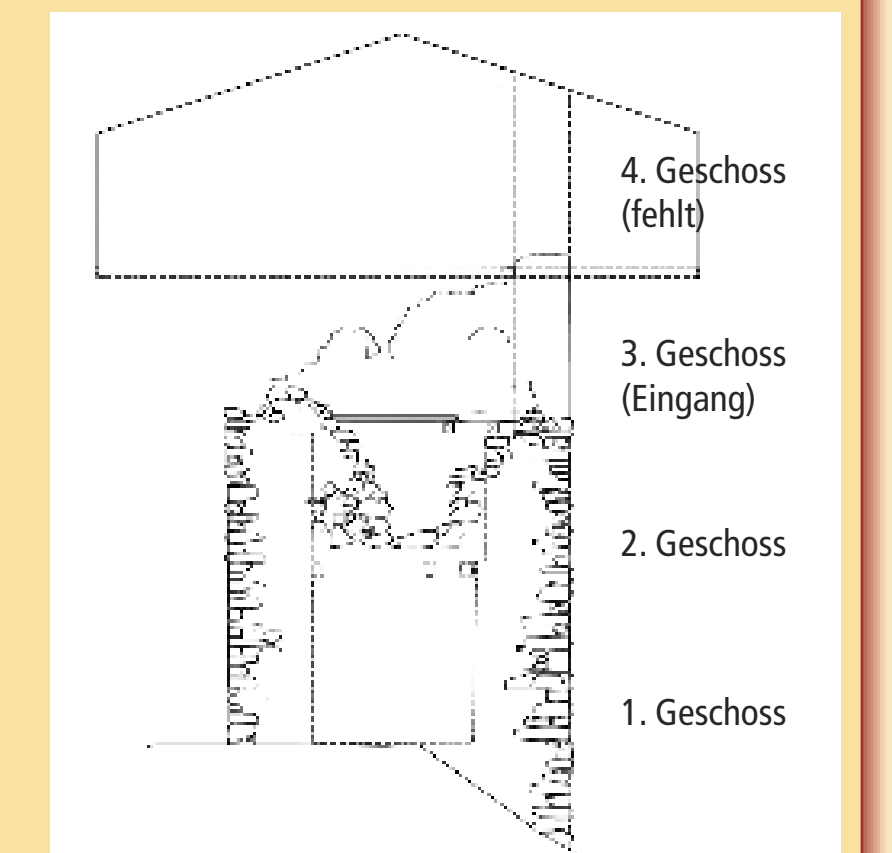 4. Geschoss
(fehlt)
3. Geschoss
(Eingang)
2. Geschoss
1. Geschoss